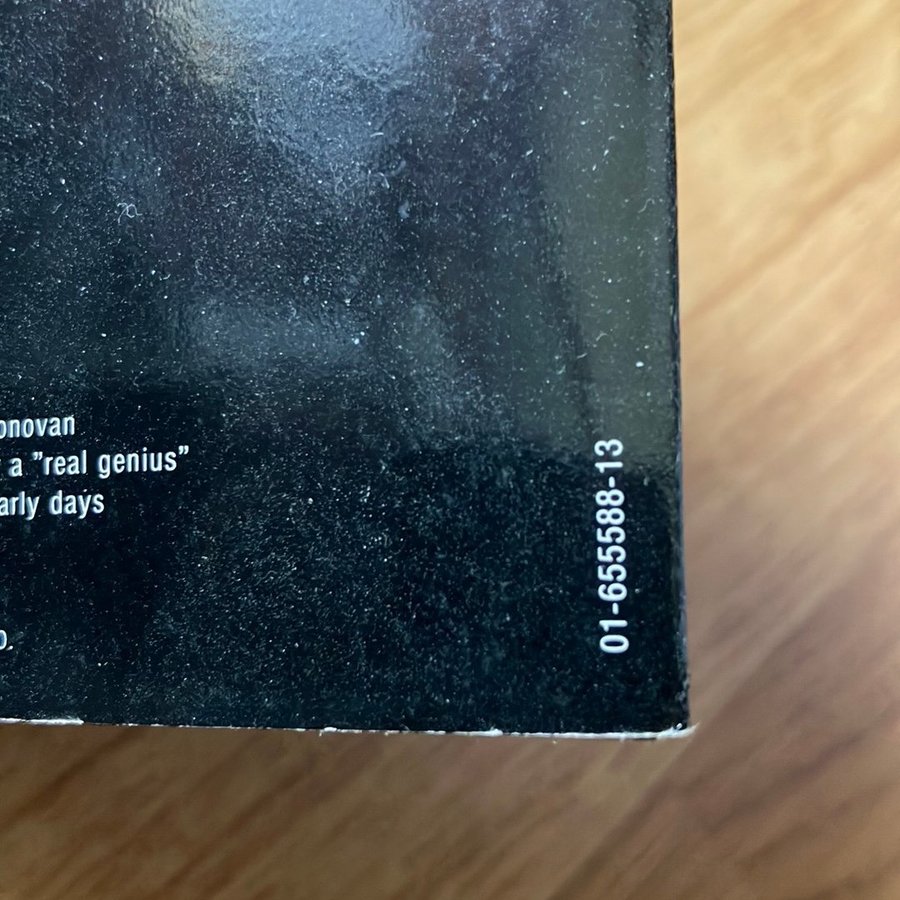 onovan
a "real genius"
arly days
01-655588-13